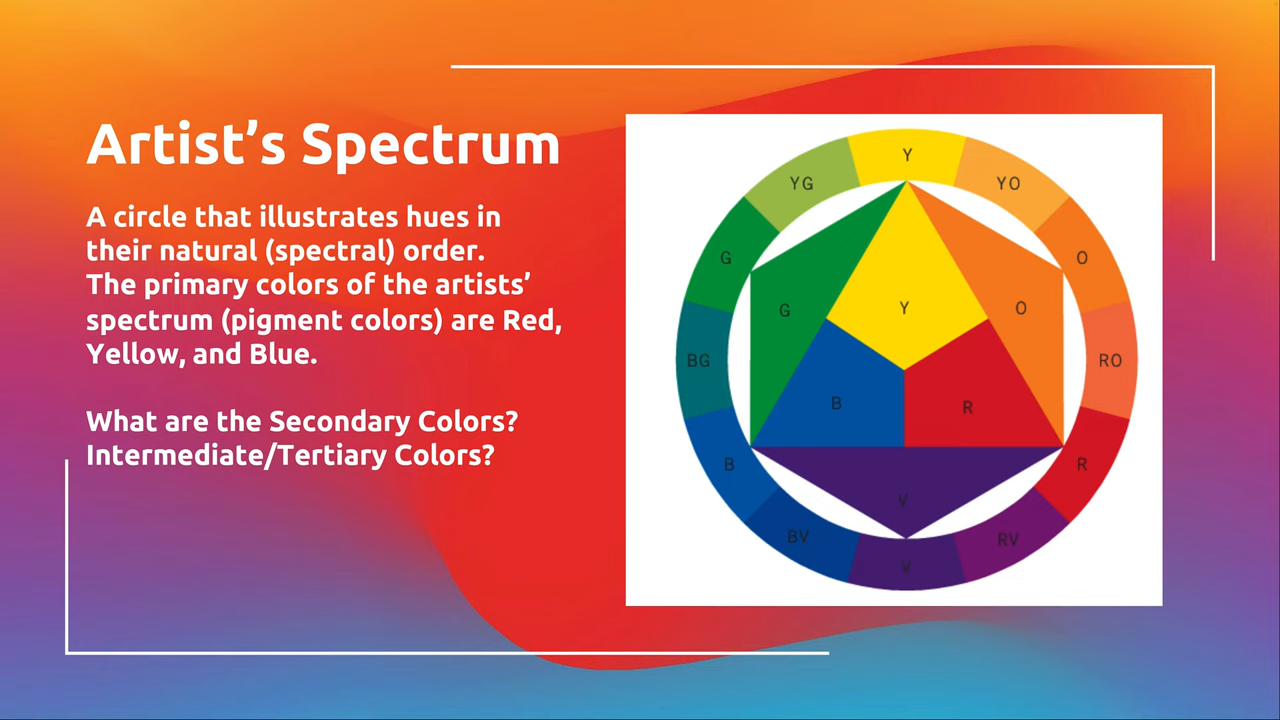 Artist’s Spectrum
A circle that illustrates hues in
their natural (spectral) order.
The primary colors of the artists’
spectrum (pigment colors) are Red,
Yellow, and Blue.
What are the Secondary Colors?
Intermediate/Tertiary Colors?
Y
YG
YO
G
O
G
Y
O
BG
RO
B
R
B
R
V
BV
RV
V